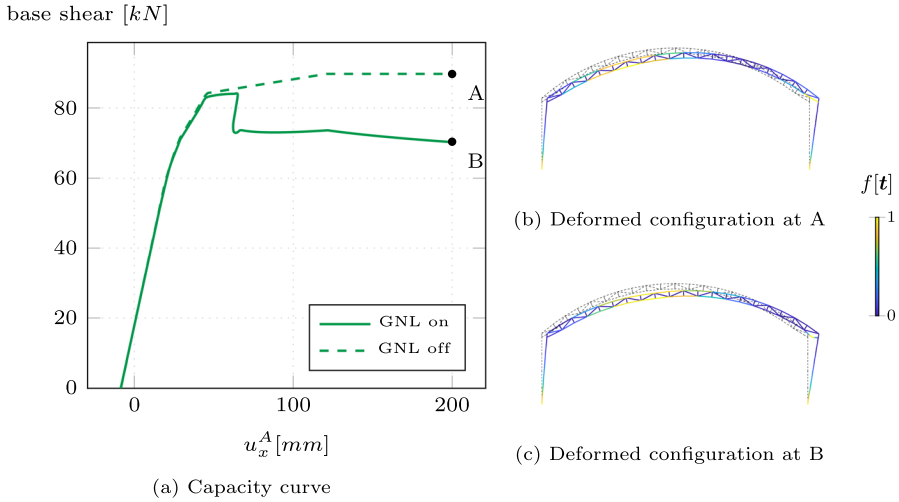 base shear [kN]
80
60
40
20
0
0 100 200
A
B
GNL on
GNL off
u_x^A [mm]
(a) Capacity curve
(b) Deformed configuration at A
f[t]
1
0
(c) Deformed configuration at B